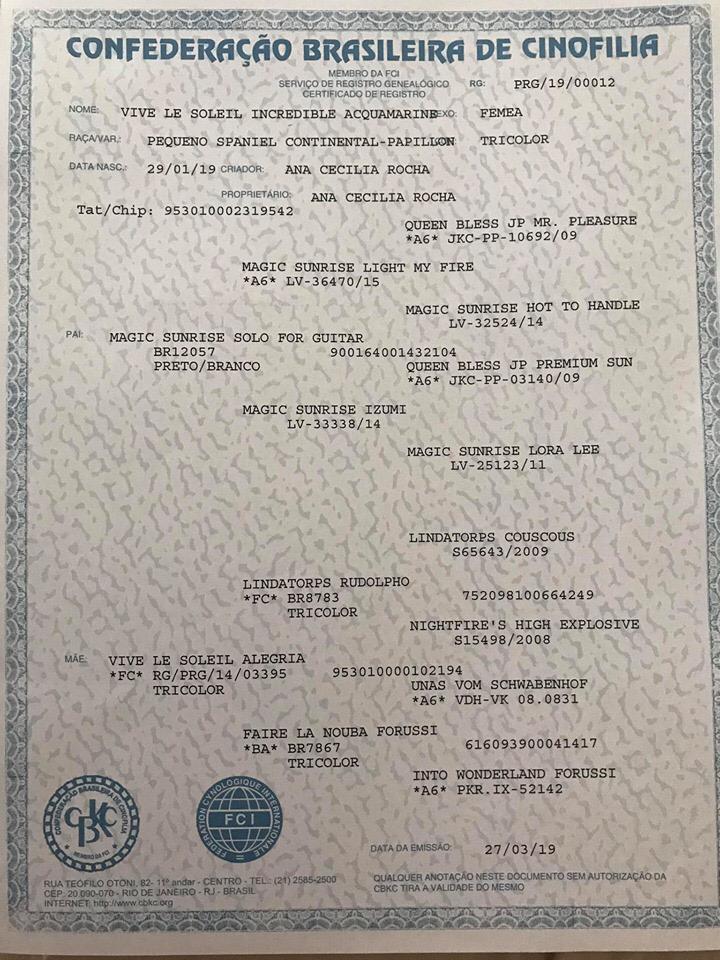 CONFEDERAÇÃO BRASILEIRA DE CINOFILIA
MEMBRO DA FCI
SERVIÇO DE REGISTRO GENEALÓGICO
CERTIFICADO DE REGISTRO
RG: PRG/19/00012
NOME: VIVE LE SOLEIL INCREDIBLE ACQUAMARINE SEXO: FEMEA
RAÇA/VAR.: PEQUENO SPANIEL CONTINENTAL-PAPILLON TRICOLOR
DATA NASC.: 29/01/19 CRIADOR: ANA CECILIA ROCHA
PROPRIETÁRIO: ANA CECILIA ROCHA
Tat/Chip: 953010002319542
QUEEN BLESS JP MR. PLEASURE
*A6* JKC-PP-10692/09
MAGIC SUNRISE LIGHT MY FIRE
*A6* LV-36470/15
MAGIC SUNRISE HOT TO HANDLE
LV-32524/14
PAI: MAGIC SUNRISE SOLO FOR GUITAR
BR12057 900164001432104
PRETO/BRANCO
QUEEN BLESS JP PREMIUM SUN
*A6* JKC-PP-03140/09
MAGIC SUNRISE IZUMI
LV-33338/14
MAGIC SUNRISE LORA LEE
LV-25123/11
LINDATORPS COUSCOUS
S65643/2009
LINDATORPS RUDOLPHO
*FC* BR8783 752098100664249
TRICOLOR
NIGHTFIRE'S HIGH EXPLOSIVE
S15498/2008
MÃE: VIVE LE SOLEIL ALEGRIA
*FC* RG/PRG/14/03395 953010000102194
TRICOLOR
UNAS VOM SCHWABENHOF
*A6* VDH-VK 08.0831
FAIRE LA NOUBA FORUSSI
*BA* BR7867 616093900041417
TRICOLOR
INTO WONDERLAND FORUSSI
*A6* PKR.IX-52142
CONFEDERAÇÃO BRASILEIRA DE CINOFILIA
CBKC
MEMBRO DA FCI
FEDERATION CYNOLOGIQUE INTERNATIONALE
FCI
DATA DA EMISSÃO: 27/03/19
RUA TEÓFILO OTONI, 82- 11º andar - CENTRO - TEL.: (21) 2585-2500
CEP: 20.090-070 - RIO DE JANEIRO - RJ - BRASIL
INTERNET: http://www.cbkc.org
QUALQUER ANOTAÇÃO NESTE DOCUMENTO SEM AUTORIZAÇÃO DA
CBKC TIRA A VALIDADE DO MESMO